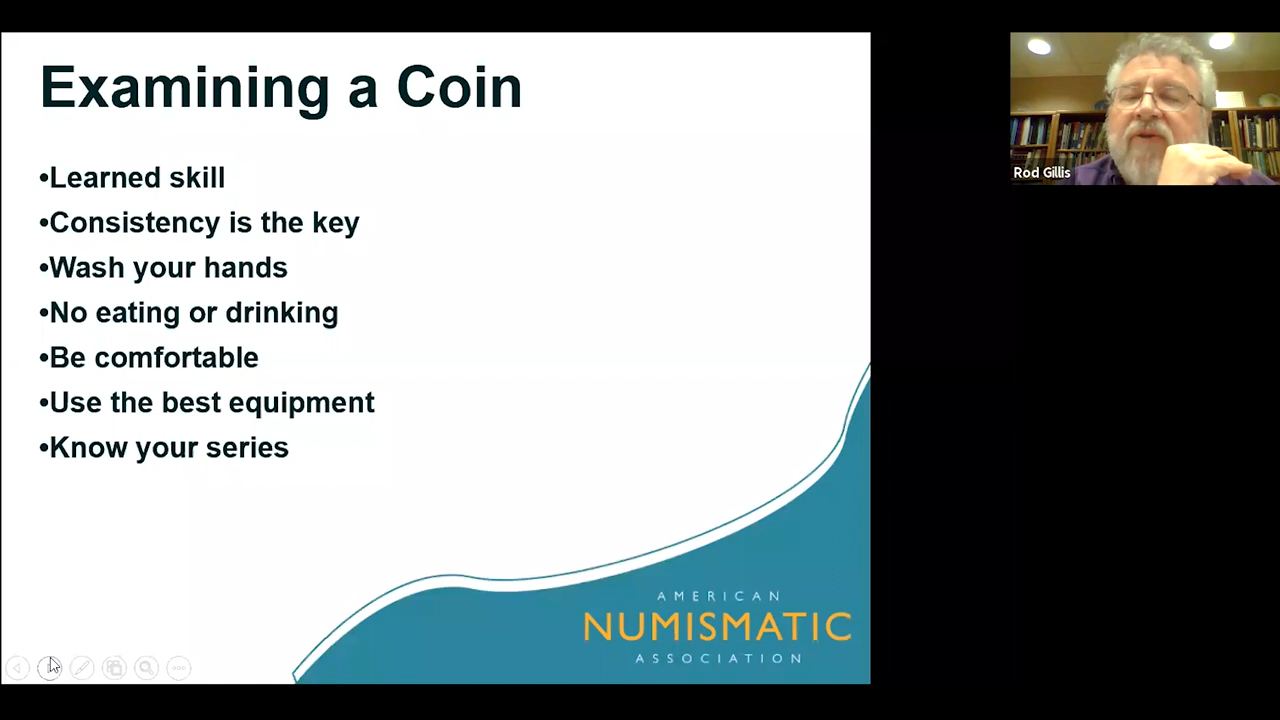 Examining a Coin
•Learned skill
•Consistency is the key
•Wash your hands
•No eating or drinking
•Be comfortable
•Use the best equipment
•Know your series
AMERICAN
NUMISMATIC
ASSOCIATION
Rod Gillis